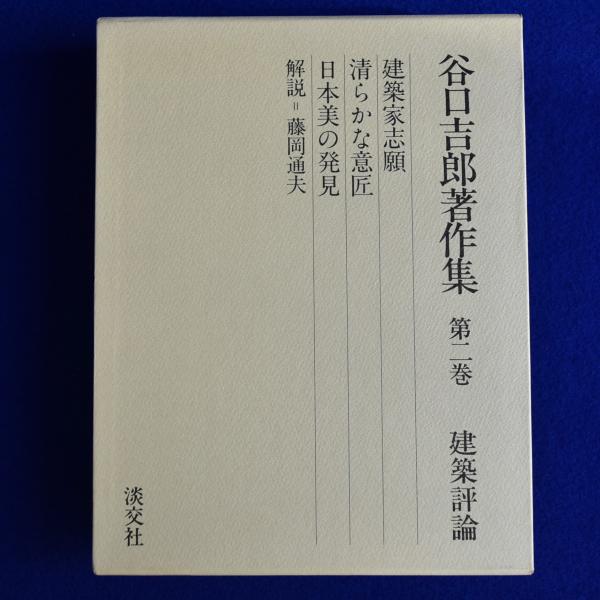 谷口吉郎著作集 第二巻 建築評論
建築家志願
清らかな意匠
日本美の発見
解説=藤岡通夫
淡交社